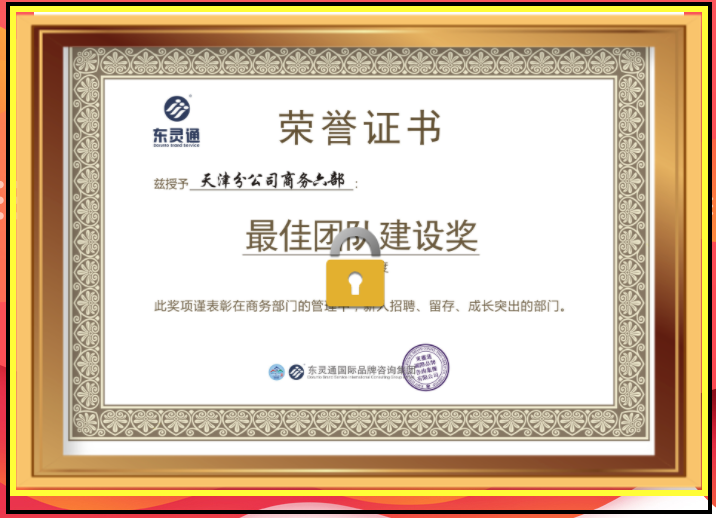 东灵通
荣誉证书
兹授予 天津分公司商务六部 :
最佳团队建设奖
度
此奖项谨表彰在商务部门的管理中,新人招聘、留存、成长突出的部门。
东灵通国际品牌咨询集团